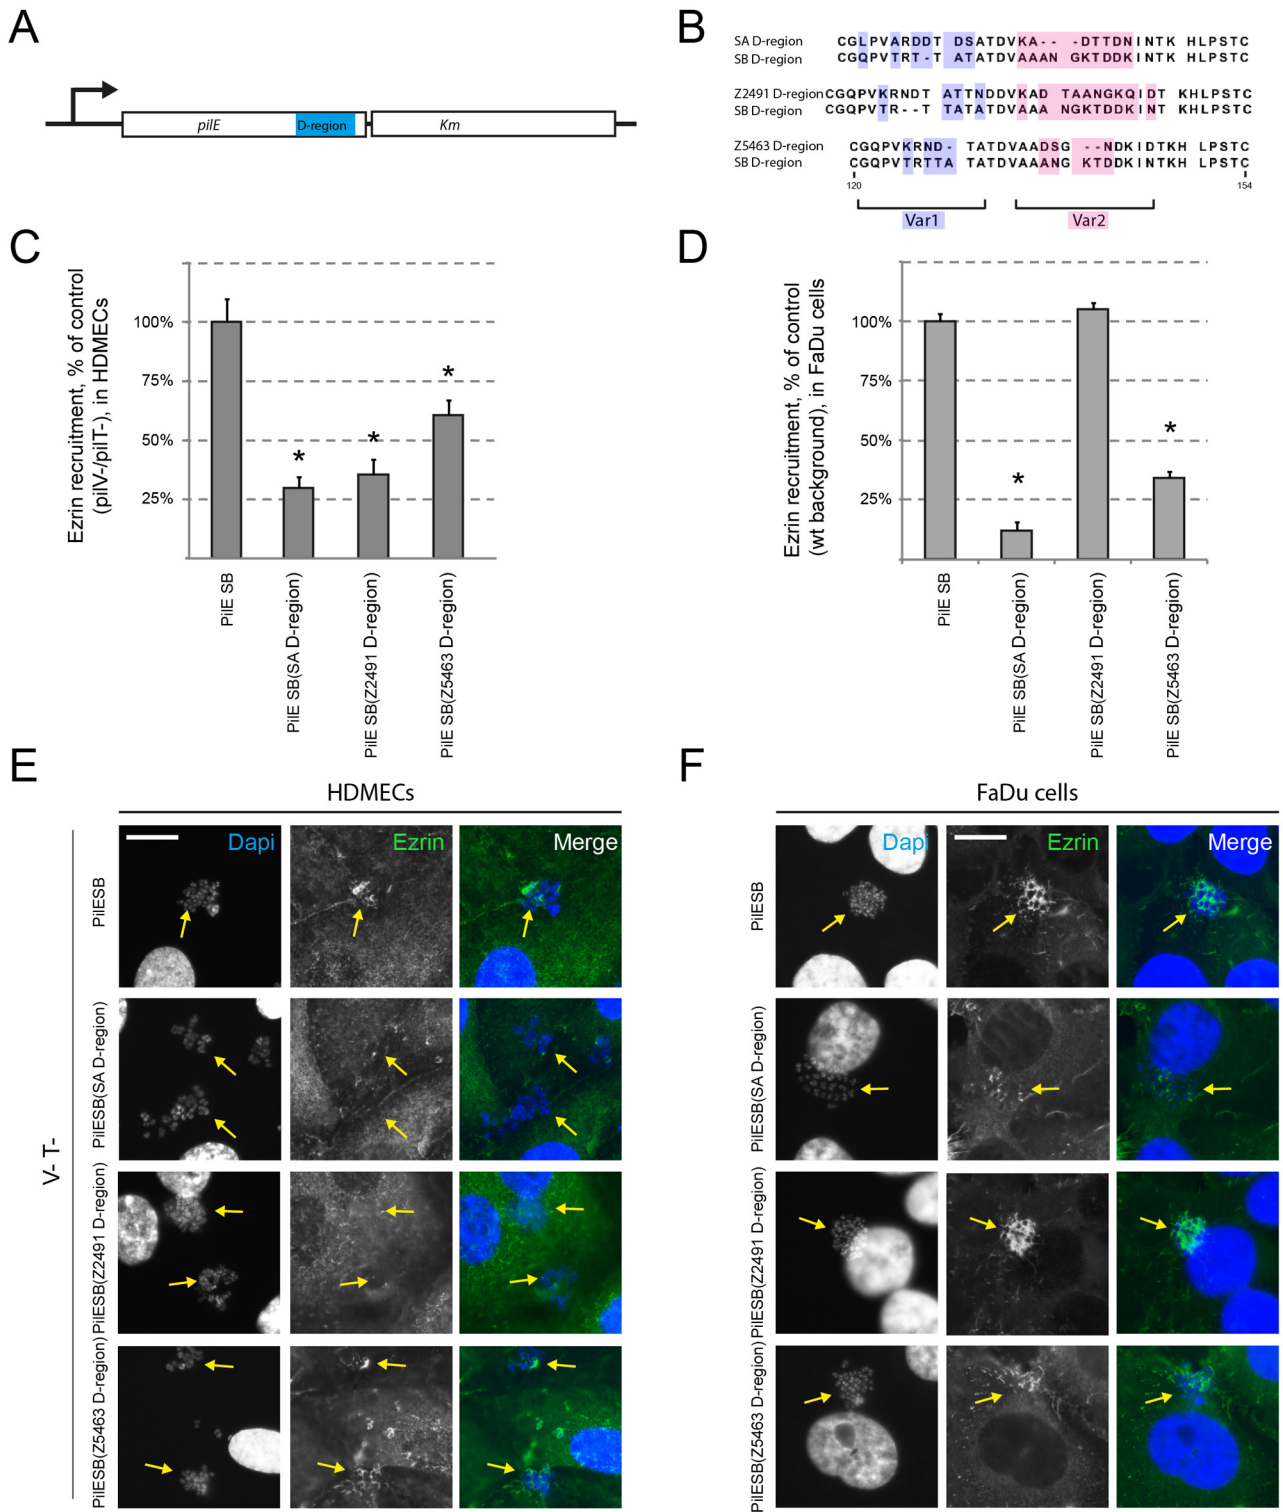 A
pilE
D-region
Km
B
SA D-region CGLPVARDDT DSATDVKA- - -DTTDNINTK HLPSTC
SB D-region CGQPVTRT-T ATATDVAAAN GKTDDKINTK HLPSTC
Z2491 D-region CGQPVKRNDT ATTNDDVKAD TAANGKQIDT KHLPSTC
SB D-region CGQPVTR--T TATATDVAAA NGKTDDKINT KHLPSTC
Z5463 D-region CGQPVKRND- TATDVAADSG --NDKIDTKH LPSTC
SB D-region CGQPVTRTTA TATDVAAANG KTDDKINTKH LPSTC
120 154
Var1 Var2
C
Ezrin recruitment, % of control
(pilV-/pilT-), in HDMECs
100%
75%
50%
25%
* * *
PilE SB
PilE SB(SA D-region)
PilE SB(Z2491 D-region)
PilE SB(Z5463 D-region)
D
Ezrin recruitment, % of control
(wt background), in FaDu cells
100%
75%
50%
25%
* *
PilE SB
PilE SB(SA D-region)
PilE SB(Z2491 D-region)
PilE SB(Z5463 D-region)
E
HDMECs
Dapi Ezrin Merge
V- T-
PilESB
PilESB(SA D-region)
PilESB(Z2491 D-region)
PilESB(Z5463 D-region)
F
FaDu cells
Dapi Ezrin Merge
PilESB
PilESB(SA D-region)
PilESB(Z2491 D-region)
PilESB(Z5463 D-region)